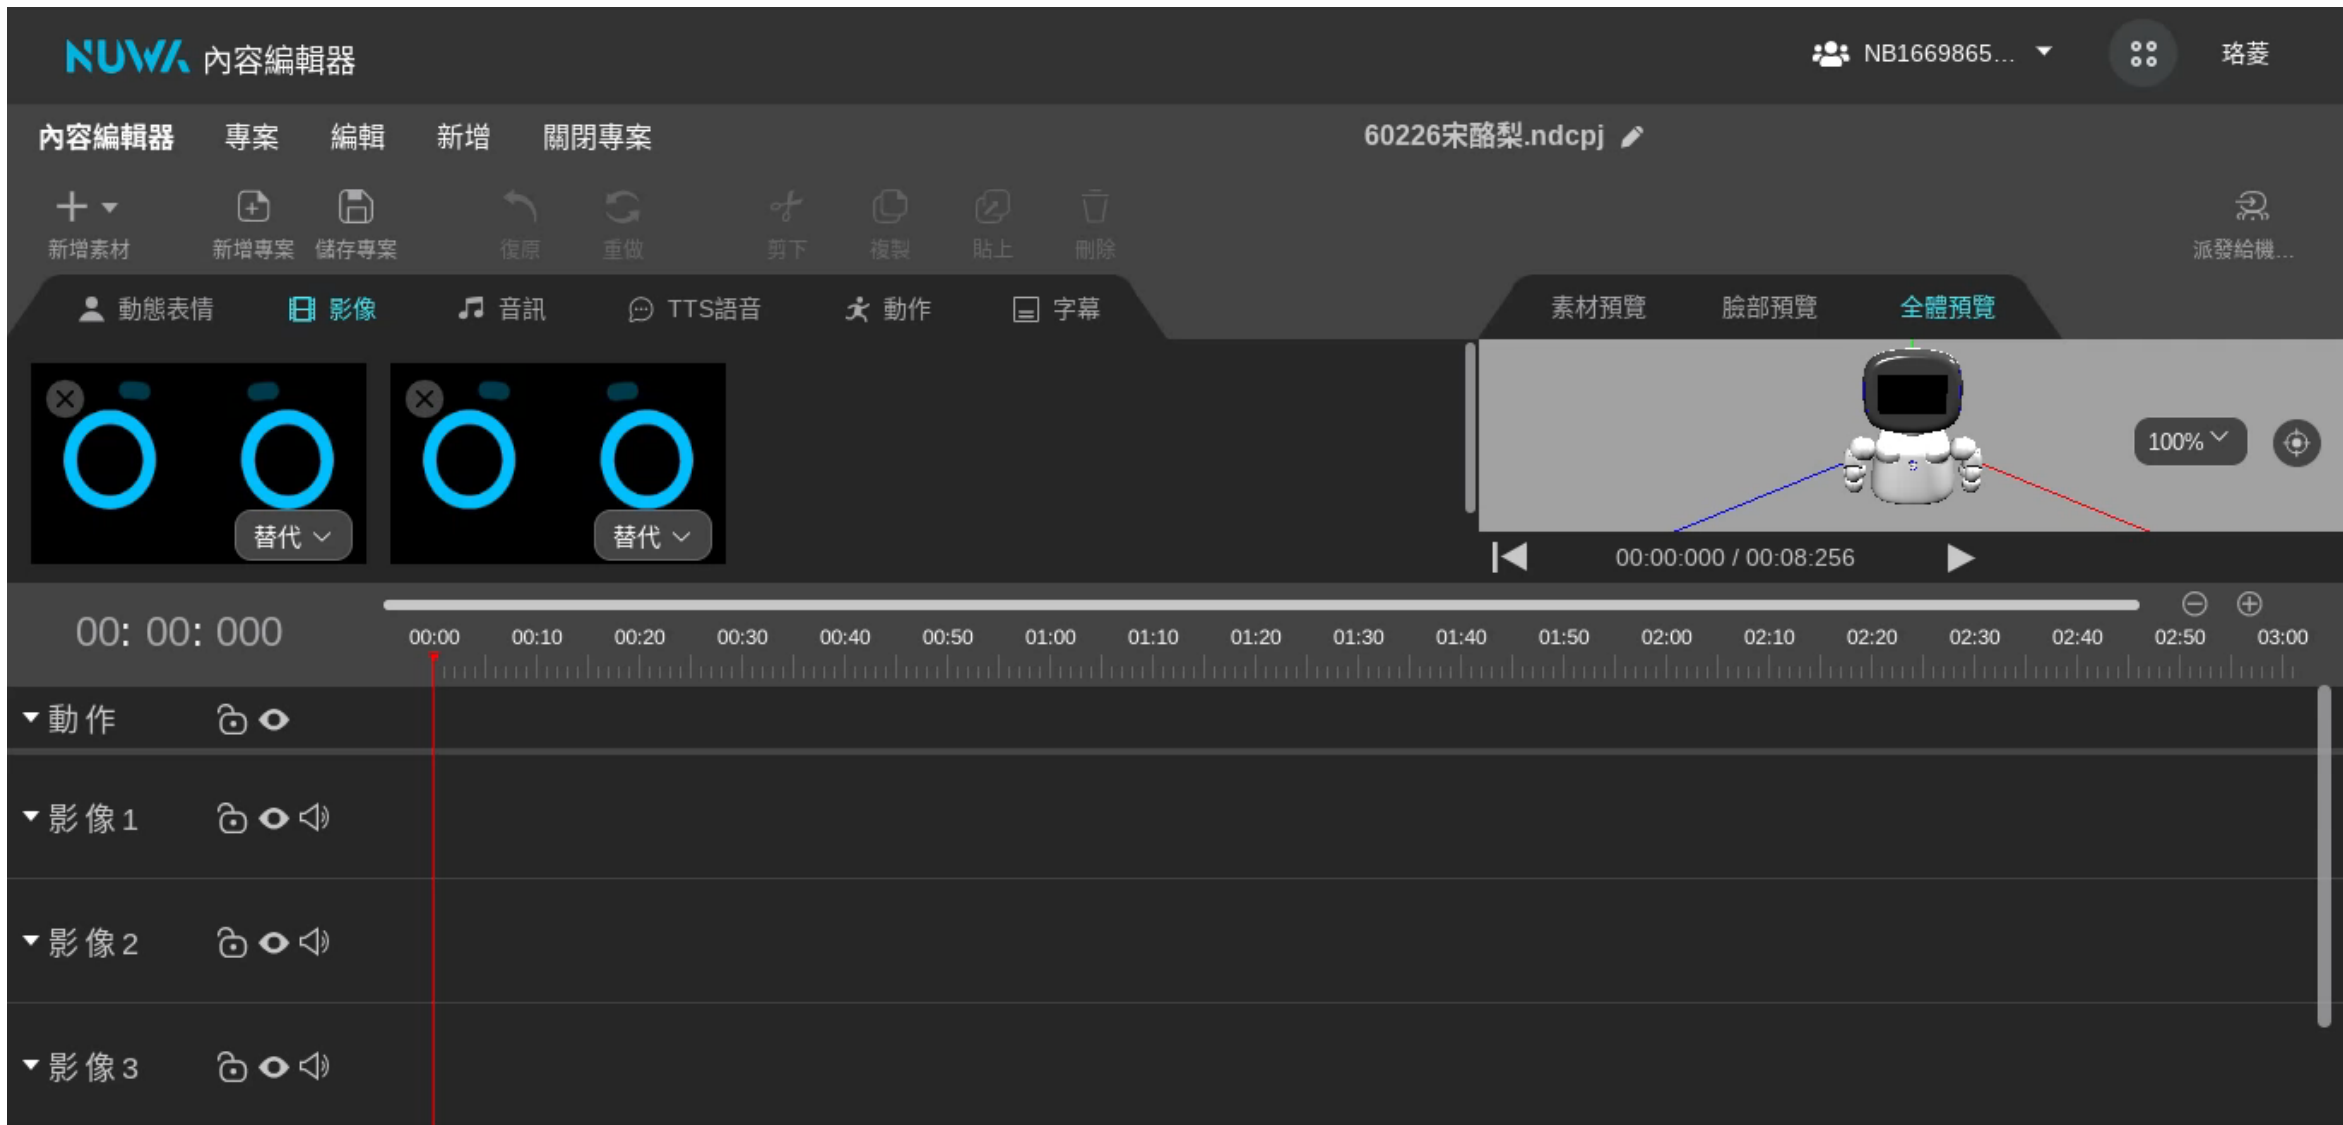 NUWA 內容編輯器
NB1669865...
珞菱
內容編輯器 專案 編輯 新增 關閉專案
60226宋酪梨.ndcpj
新增素材 新增專案 儲存專案 復原 重做 剪下 複製 貼上 刪除 派發給機...
動態表情 影像 音訊 TTS語音 動作 字幕
素材預覽 臉部預覽 全體預覽
替代 替代
100%
00:00:000 / 00:08:256
00: 00: 000
00:00 00:10 00:20 00:30 00:40 00:50 01:00 01:10 01:20 01:30 01:40 01:50 02:00 02:10 02:20 02:30 02:40 02:50 03:00
動作
影像1
影像2
影像3